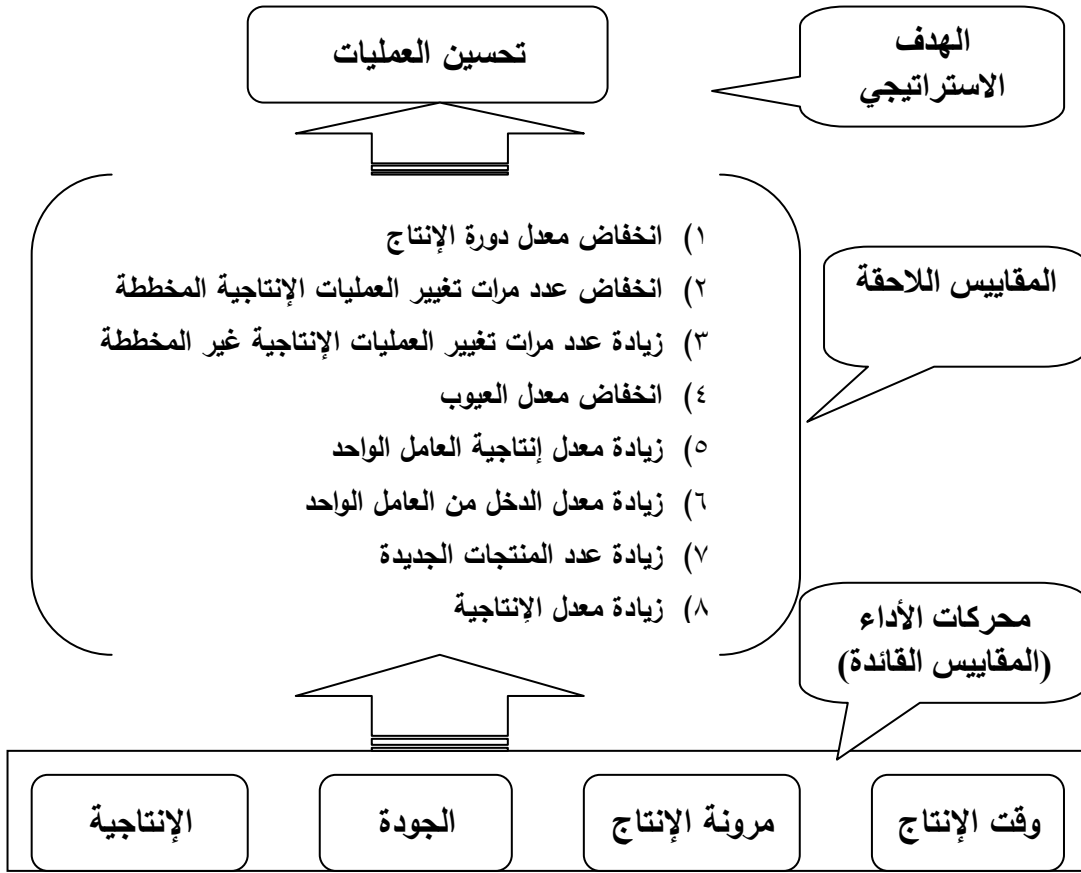 الهدف
الاستراتيجي
تحسين العمليات
١) انخفاض معدل دورة الإنتاج
٢) انخفاض عدد مرات تغيير العمليات الإنتاجية المخططة
٣) زيادة عدد مرات تغيير العمليات الإنتاجية غير المخططة
٤) انخفاض معدل العيوب
٥) زيادة معدل إنتاجية العامل الواحد
٦) زيادة معدل الدخل من العامل الواحد
٧) زيادة عدد المنتجات الجديدة
٨) زيادة معدل الإنتاجية
المقاييس اللاحقة
محركات الأداء
(المقاييس القائدة)
وقت الإنتاج
مرونة الإنتاج
الجودة
الإنتاجية